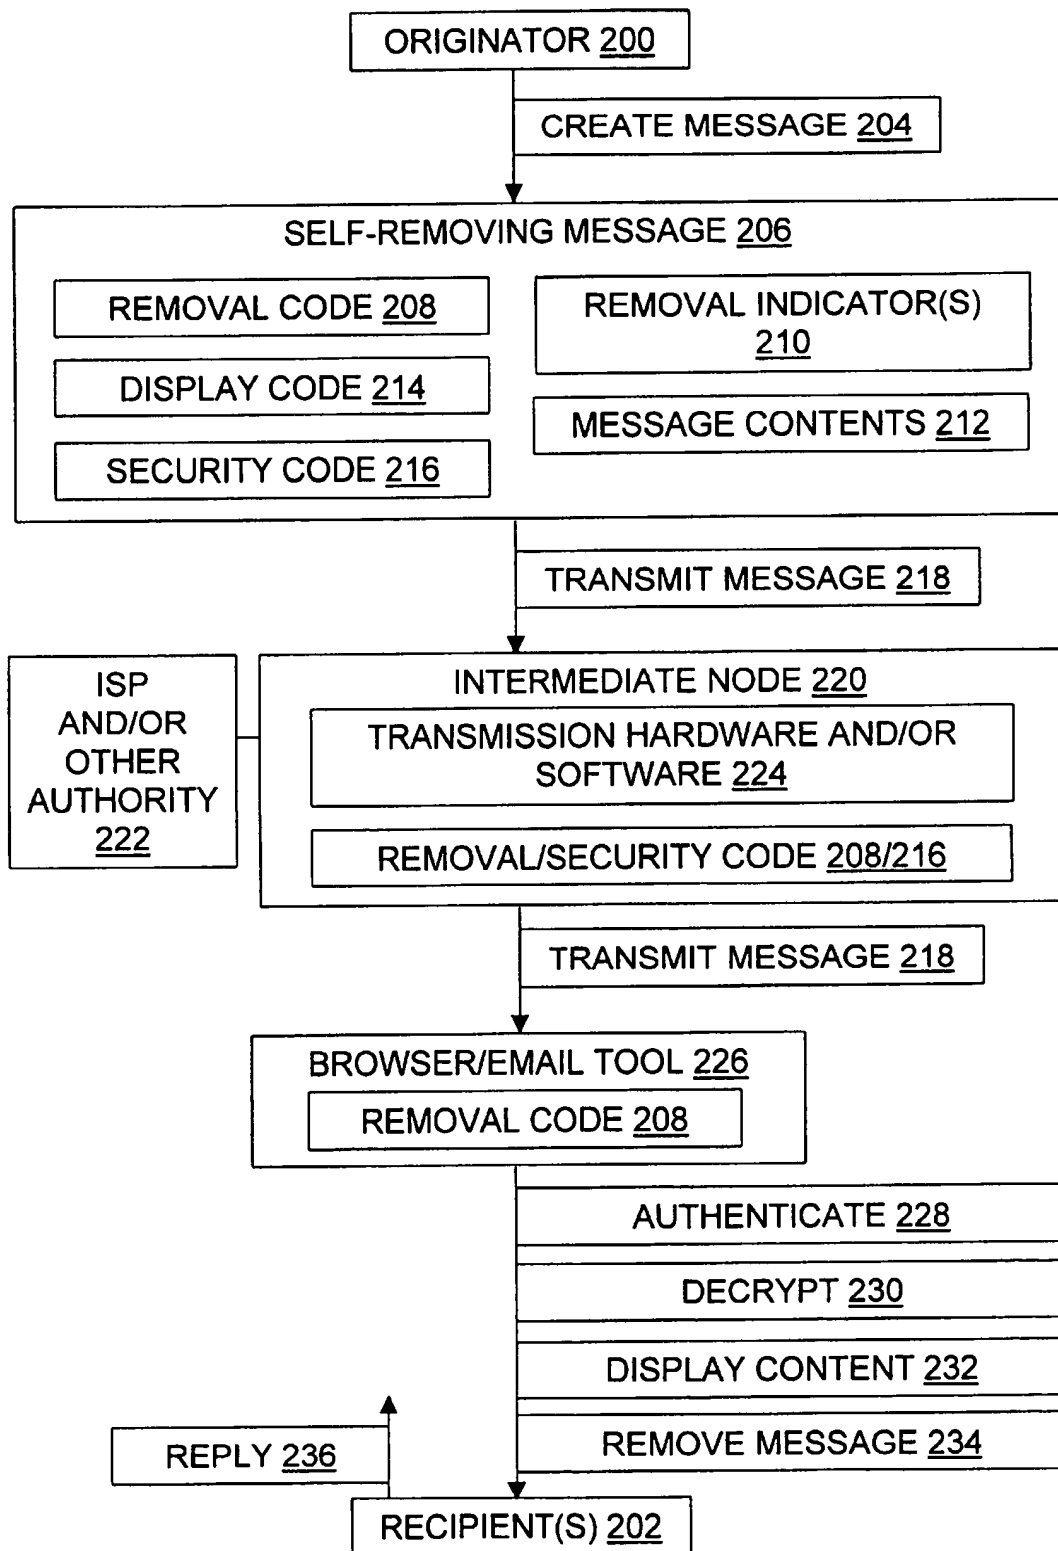 ORIGINATOR 200
CREATE MESSAGE 204
SELF-REMOVING MESSAGE 206
REMOVAL CODE 208
REMOVAL INDICATOR(S)
210
DISPLAY CODE 214
MESSAGE CONTENTS 212
SECURITY CODE 216
TRANSMIT MESSAGE 218
ISP
AND/OR
OTHER
AUTHORITY
222
INTERMEDIATE NODE 220
TRANSMISSION HARDWARE AND/OR
SOFTWARE 224
REMOVAL/SECURITY CODE 208/216
TRANSMIT MESSAGE 218
BROWSER/EMAIL TOOL 226
REMOVAL CODE 208
AUTHENTICATE 228
DECRYPT 230
DISPLAY CONTENT 232
REMOVE MESSAGE 234
REPLY 236
RECIPIENT(S) 202